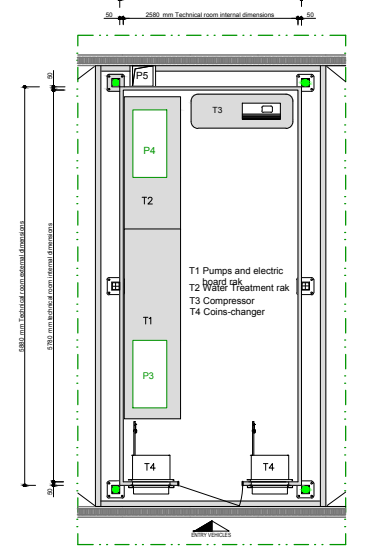 50
2580 mm Technical room internal dimensions
50
P5
T3
P4
T2
50
6880 mm Technical room external dimensions
5780 mm technical room internal dimensions
T1 Pumps and electric
board rak
T2 Water Treatment rak
T3 Compressor
T4 Coins-changer
T1
P3
T4
T4
50
ENTRY VEHICLES